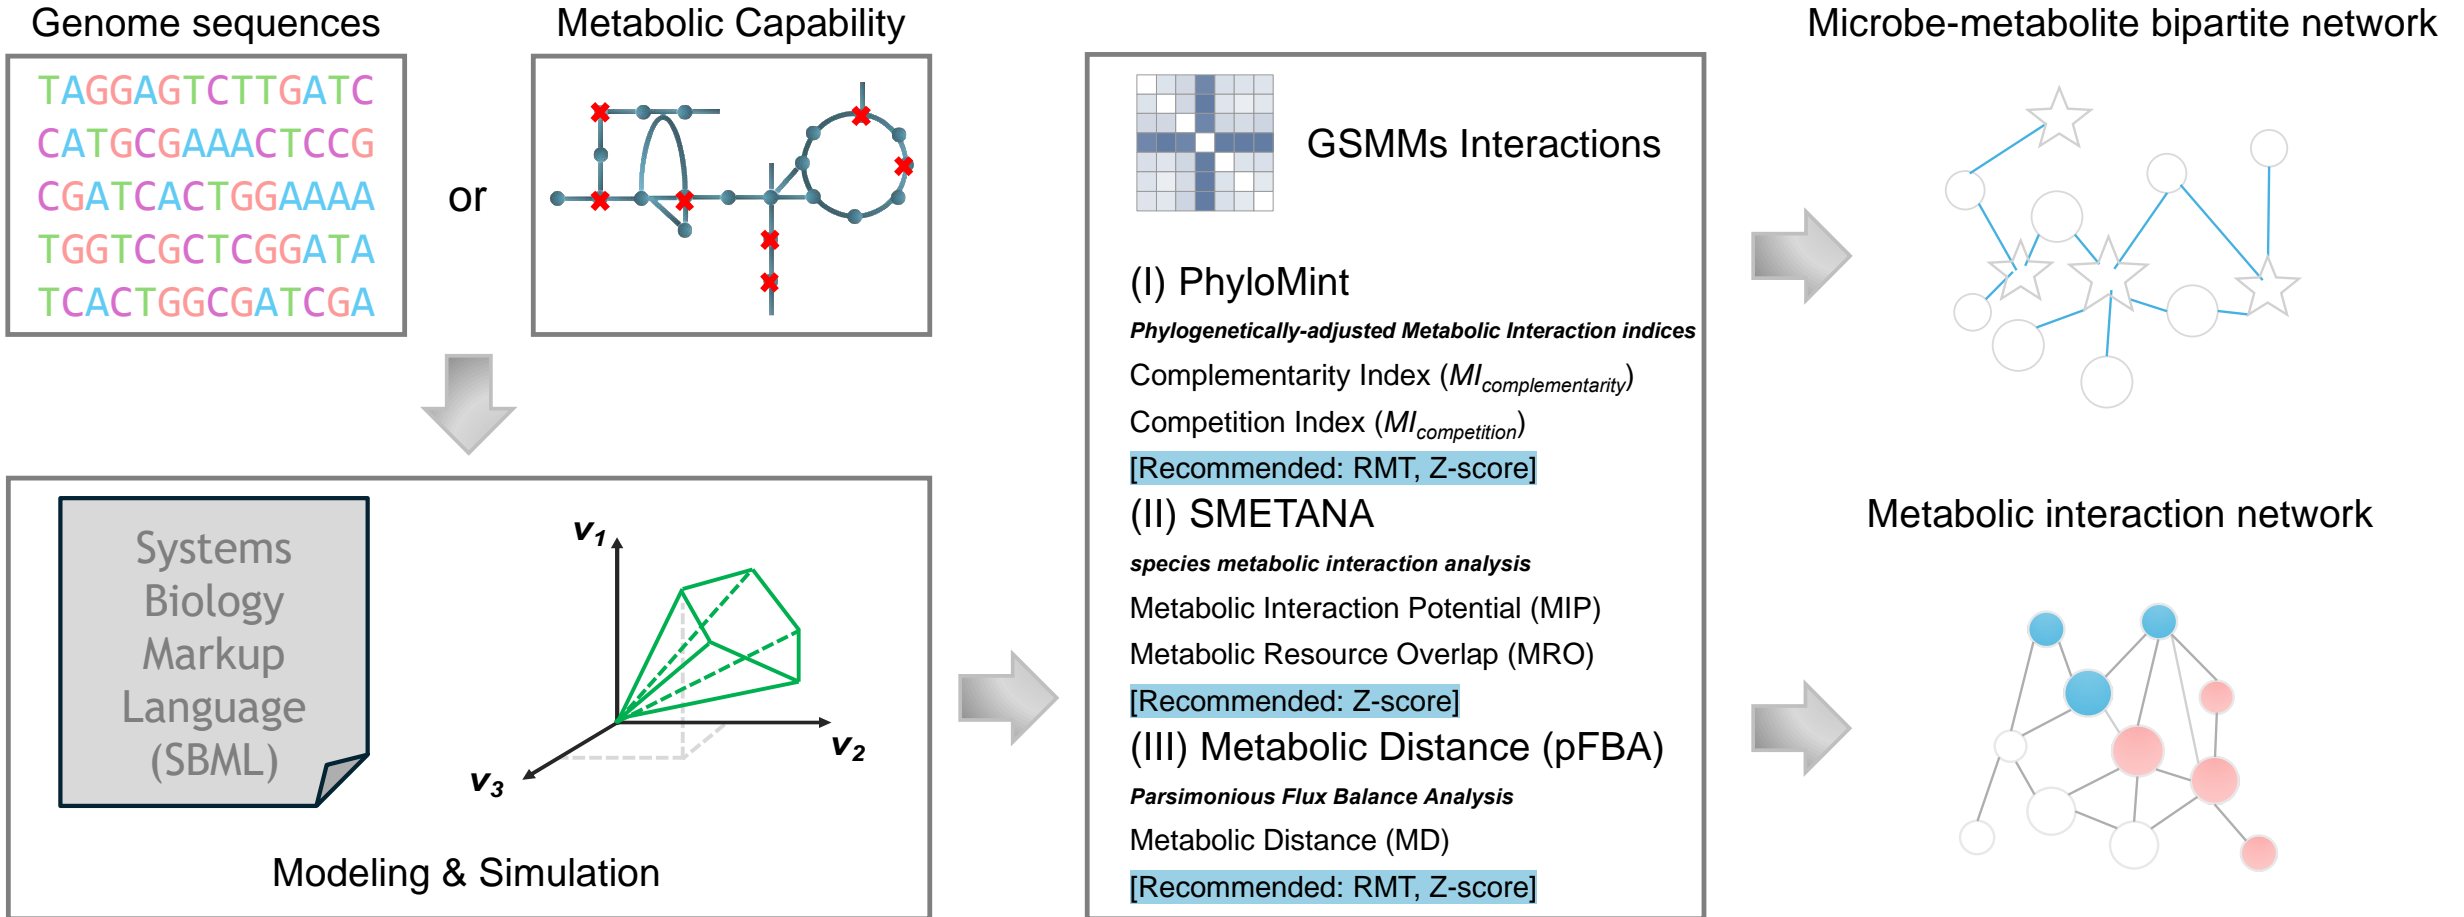 Genome sequences
TAGGAGTCTTGATC
CATGCGAAACTCCG
CGATCACTGGAAAA
TGGTCGCTCGGATA
TCACTGGCGATCGA
or
Metabolic Capability
Systems
Biology
Markup
Language
(SBML)
v1
v2
v3
Modeling & Simulation
GSMMs Interactions
(I) PhyloMint
Phylogenetically-adjusted Metabolic Interaction indices
Complementarity Index (MIcomplementarity)
Competition Index (MIcompetition)
[Recommended: RMT, Z-score]
(II) SMETANA
species metabolic interaction analysis
Metabolic Interaction Potential (MIP)
Metabolic Resource Overlap (MRO)
[Recommended: Z-score]
(III) Metabolic Distance (pFBA)
Parsimonious Flux Balance Analysis
Metabolic Distance (MD)
[Recommended: RMT, Z-score]
Microbe-metabolite bipartite network
Metabolic interaction network